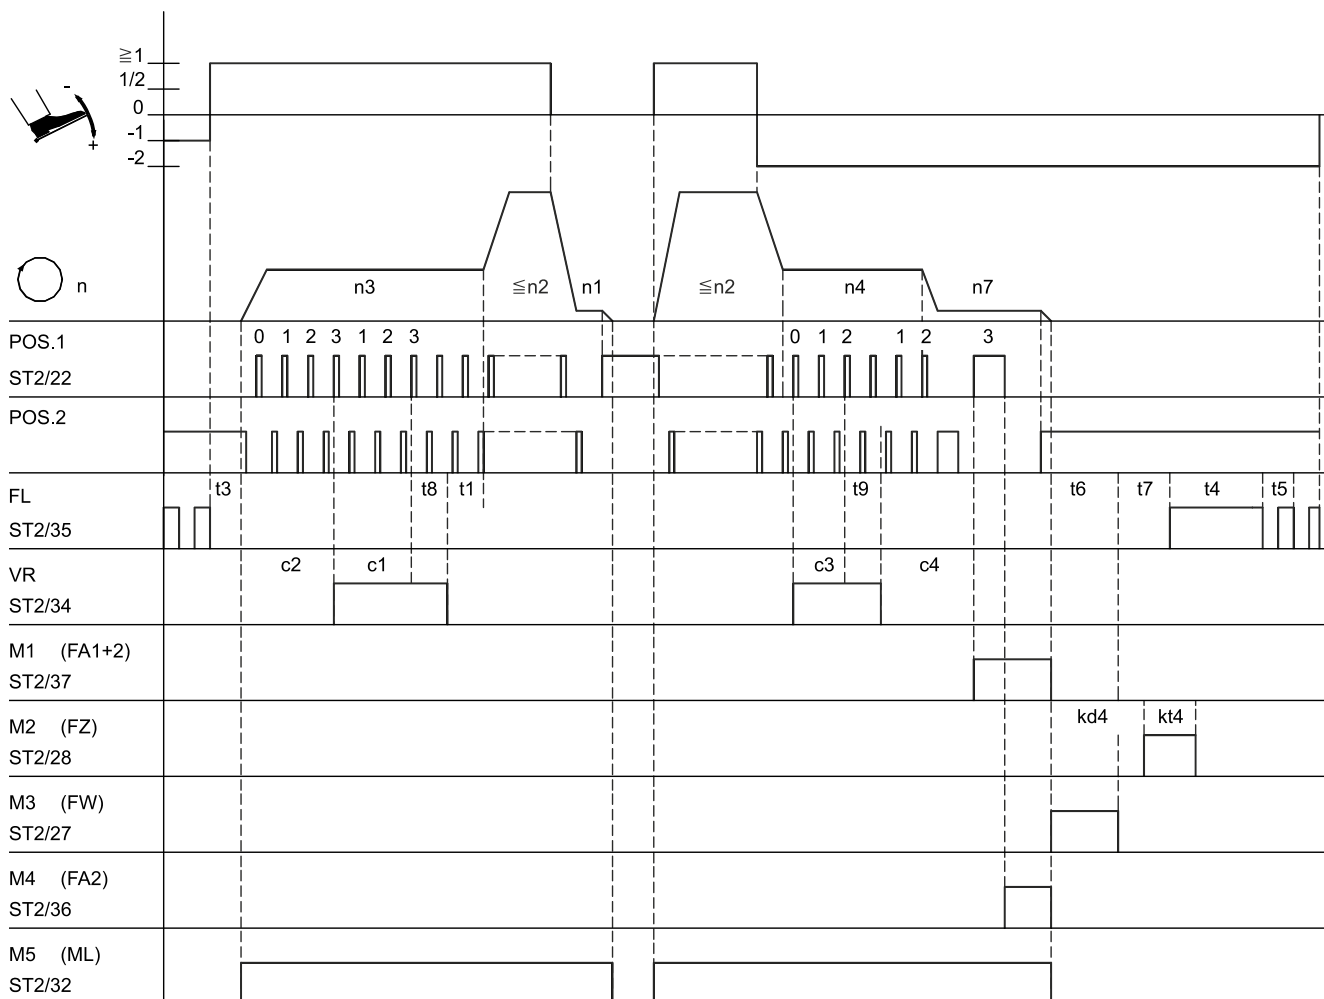 ≧1
1/2
0
-1
-2
-
+
n
n3
≦n2
n1
≦n2
n4
n7
POS.1
0 1 2 3 1 2 3
0 1 2 1 2 3
ST2/22
POS.2
FL
t3
t8
t1
t9
t6
t7
t4
t5
ST2/35
VR
c2
c1
c3
c4
ST2/34
M1 (FA1+2)
ST2/37
M2 (FZ)
kd4
kt4
ST2/28
M3 (FW)
ST2/27
M4 (FA2)
ST2/36
M5 (ML)
ST2/32